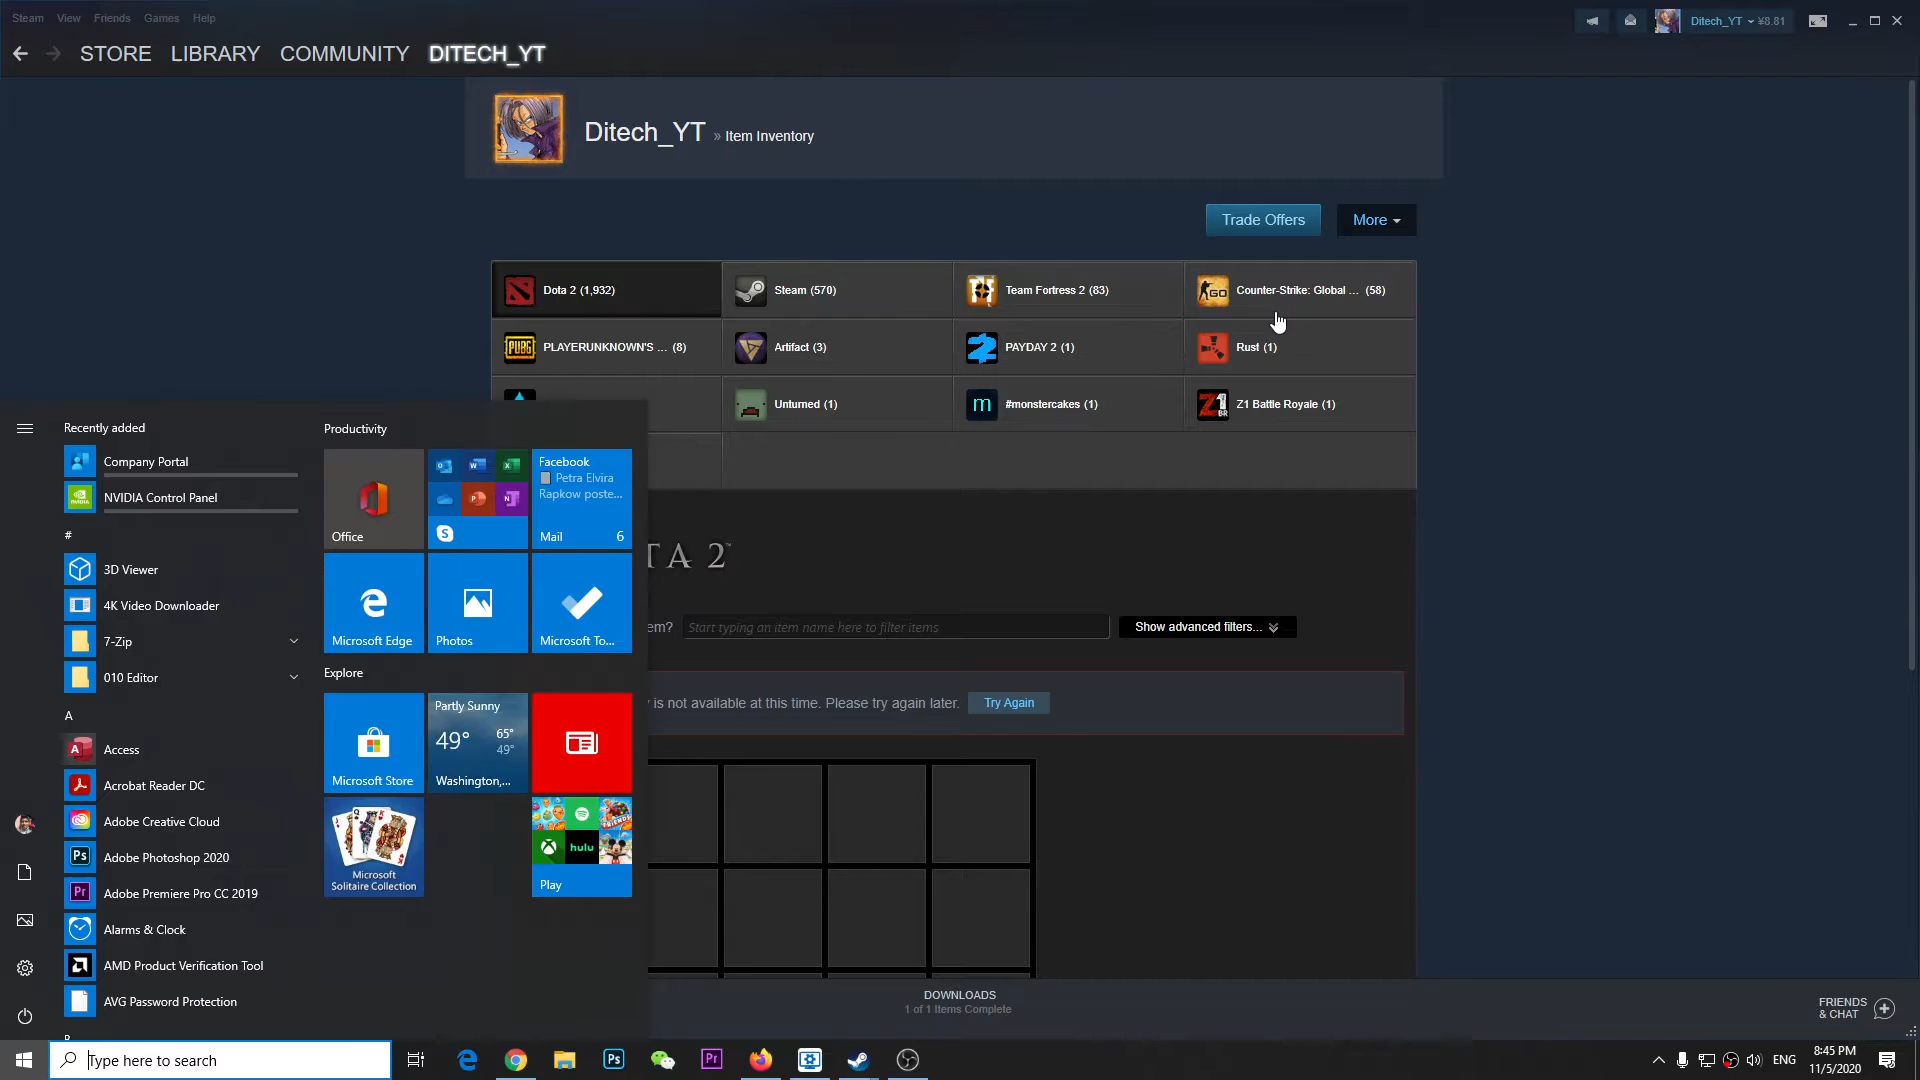 Steam View Friends Games Help
Ditech_YT ¥8.81
STORE LIBRARY COMMUNITY DITECH_YT
Ditech_YT » Item Inventory
Trade Offers More
Dota 2 (1,932)
Steam (570)
Team Fortress 2 (83)
Counter-Strike: Global ... (58)
PLAYERUNKNOWN'S ... (8)
Artifact (3)
PAYDAY 2 (1)
Rust (1)
Unturned (1)
#monstercakes (1)
Z1 Battle Royale (1)
TA 2™
em? Start typing an item name here to filter items
Show advanced filters...
y is not available at this time. Please try again later. Try Again
DOWNLOADS
1 of 1 Items Complete
FRIENDS
& CHAT
Recently added
Company Portal
NVIDIA Control Panel
#
3D Viewer
4K Video Downloader
7-Zip
010 Editor
A
Access
Acrobat Reader DC
Adobe Creative Cloud
Adobe Photoshop 2020
Adobe Premiere Pro CC 2019
Alarms & Clock
AMD Product Verification Tool
AVG Password Protection
Productivity
Office
Facebook
Petra Elvira
Rapkow poste...
Mail 6
Microsoft Edge
Photos
Microsoft To...
Explore
Microsoft Store
Partly Sunny
49° 65°
49°
Washington,...
Microsoft
Solitaire Collection
hulu
Play
Type here to search
ENG
8:45 PM
11/5/2020